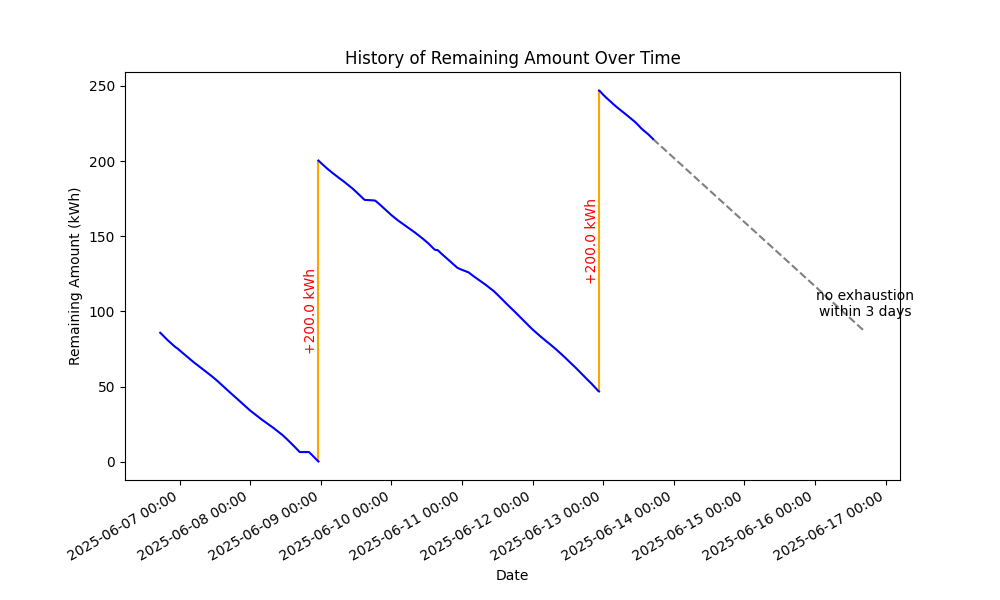 History of Remaining Amount Over Time
Remaining Amount (kWh)
250
200
150
100
50
0
+200.0 kWh
+200.0 kWh
no exhaustion
within 3 days
2025-06-07 00:00
2025-06-08 00:00
2025-06-09 00:00
2025-06-10 00:00
2025-06-11 00:00
2025-06-12 00:00
2025-06-13 00:00
2025-06-14 00:00
2025-06-15 00:00
2025-06-16 00:00
2025-06-17 00:00
Date